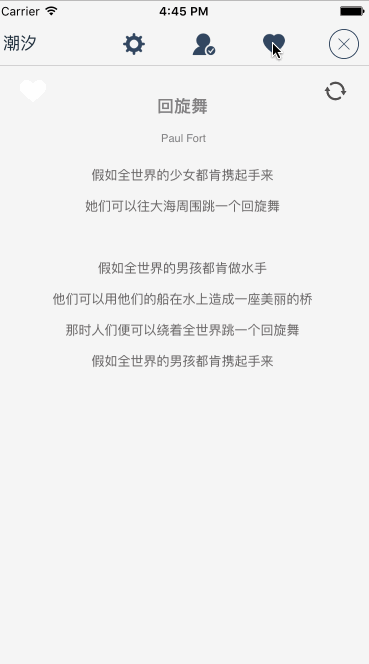 Carrier 4:45 PM
潮汐
回旋舞
Paul Fort
假如全世界的少女都肯携起手来
她们可以往大海周围跳一个回旋舞
假如全世界的男孩都肯做水手
他们可以用他们的船在水上造成一座美丽的桥
那时人们便可以绕着全世界跳一个回旋舞
假如全世界的男孩都肯携起手来